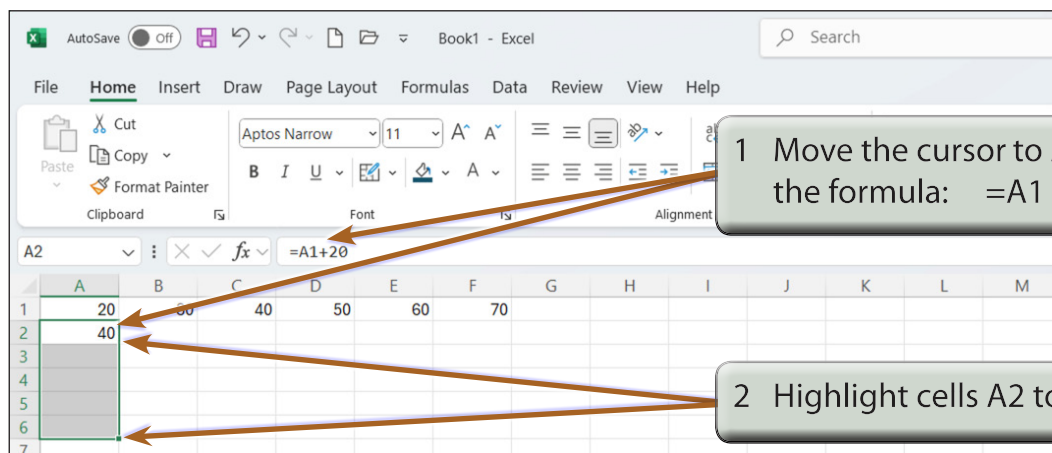 AutoSave Off Book1 - Excel Search
File Home Insert Draw Page Layout Formulas Data Review View Help
Paste
Cut
Copy
Format Painter
Aptos Narrow 11 A A
B I U A
Clipboard Font Alignment
1 Move the cursor to
the formula: =A1
A2 fx =A1+20
A B C D E F G H I J K L M
1 20 30 40 50 60 70
2 40
3
4
5
6
7
2 Highlight cells A2 to